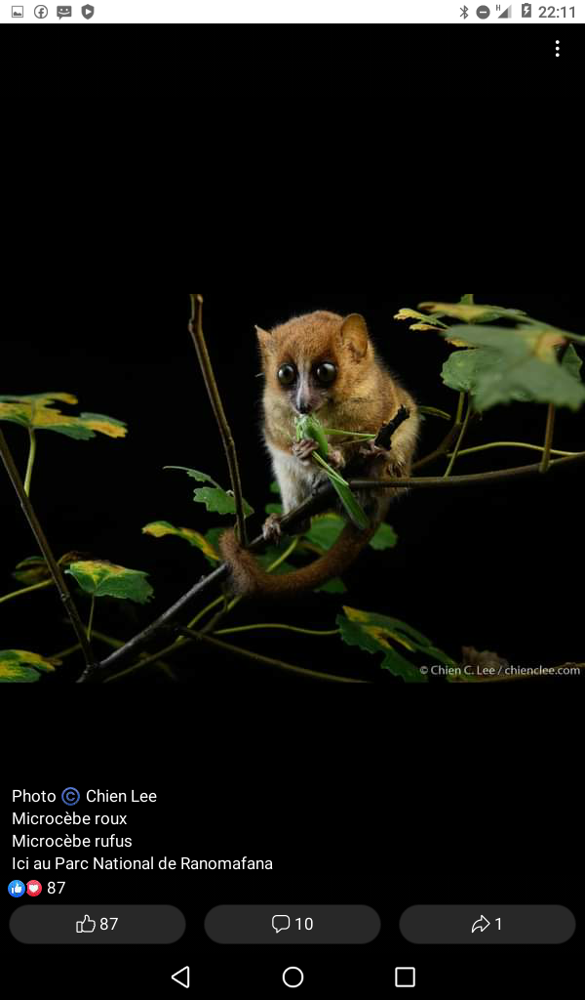 H 22:11
© Chien C. Lee / chienclee.com
Photo © Chien Lee
Microcèbe roux
Microcèbe rufus
Ici au Parc National de Ranomafana
87
87 10 1